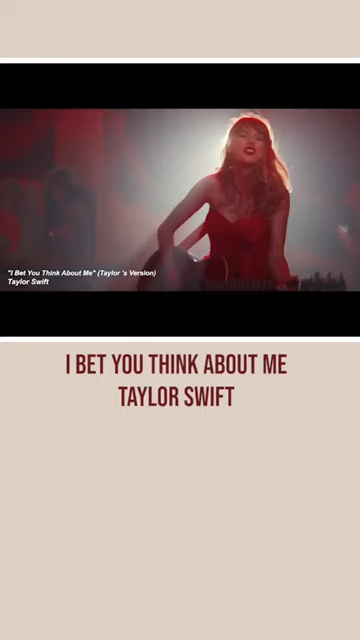 "I Bet You Think About Me" (Taylor 's Version)
Taylor Swift
I BET YOU THINK ABOUT ME
TAYLOR SWIFT